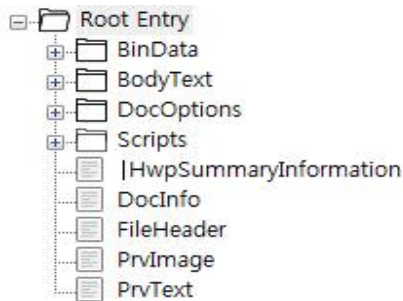 Root Entry
BinData
BodyText
DocOptions
Scripts
|HwpSummaryInformation
DocInfo
FileHeader
PrvImage
PrvText